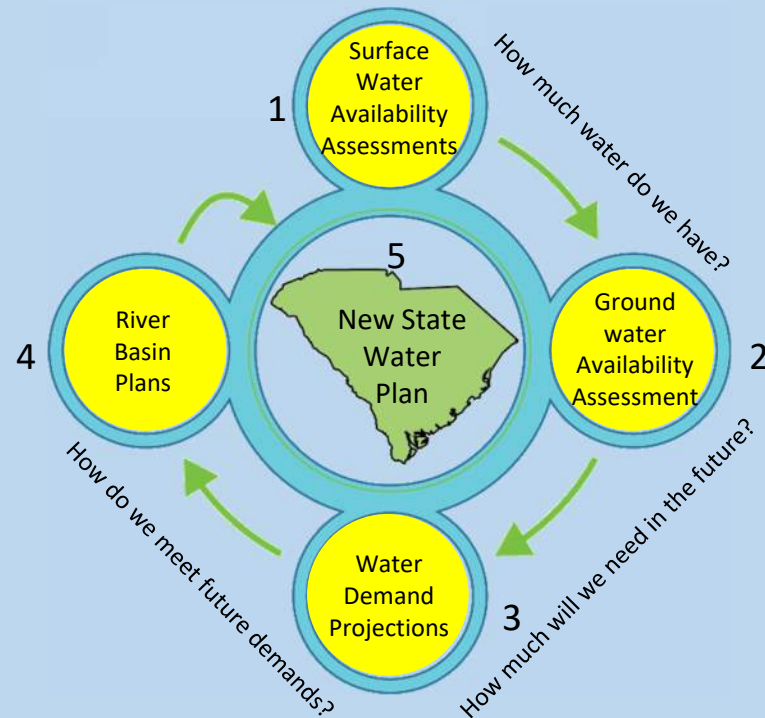 1
Surface
Water
Availability
Assessments
How much water do we have?
2
Ground
water
Availability
Assessment
How much will we need in the future?
3
Water
Demand
Projections
How do we meet future demands?
4
River
Basin
Plans
5
New State
Water
Plan